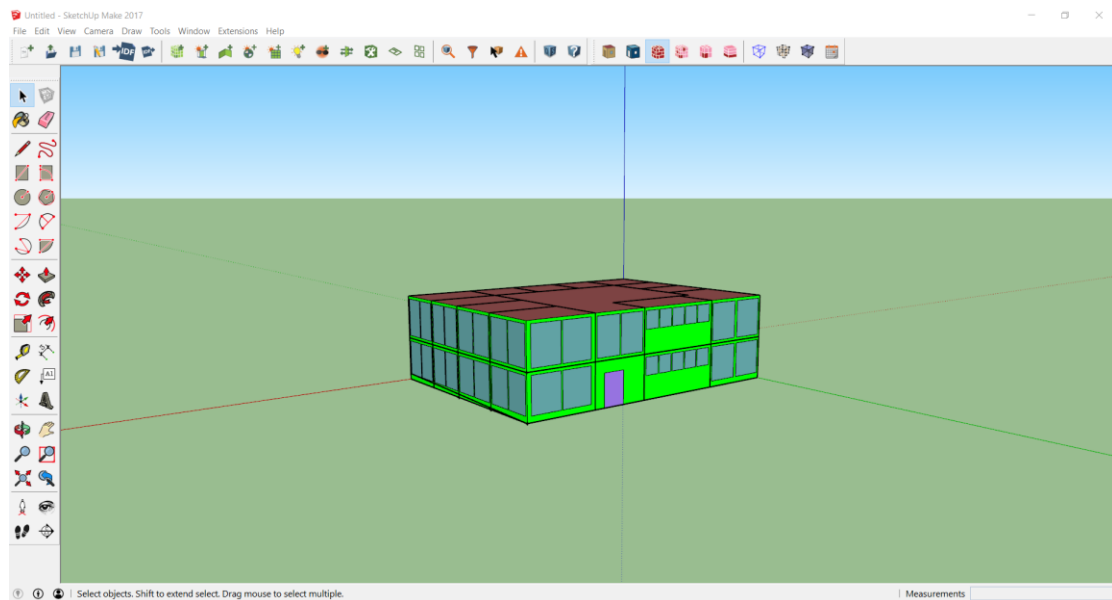 Untitled - SketchUp Make 2017
File Edit View Camera Draw Tools Window Extensions Help
IDF
A1
Select objects. Shift to extend select. Drag mouse to select multiple.
Measurements